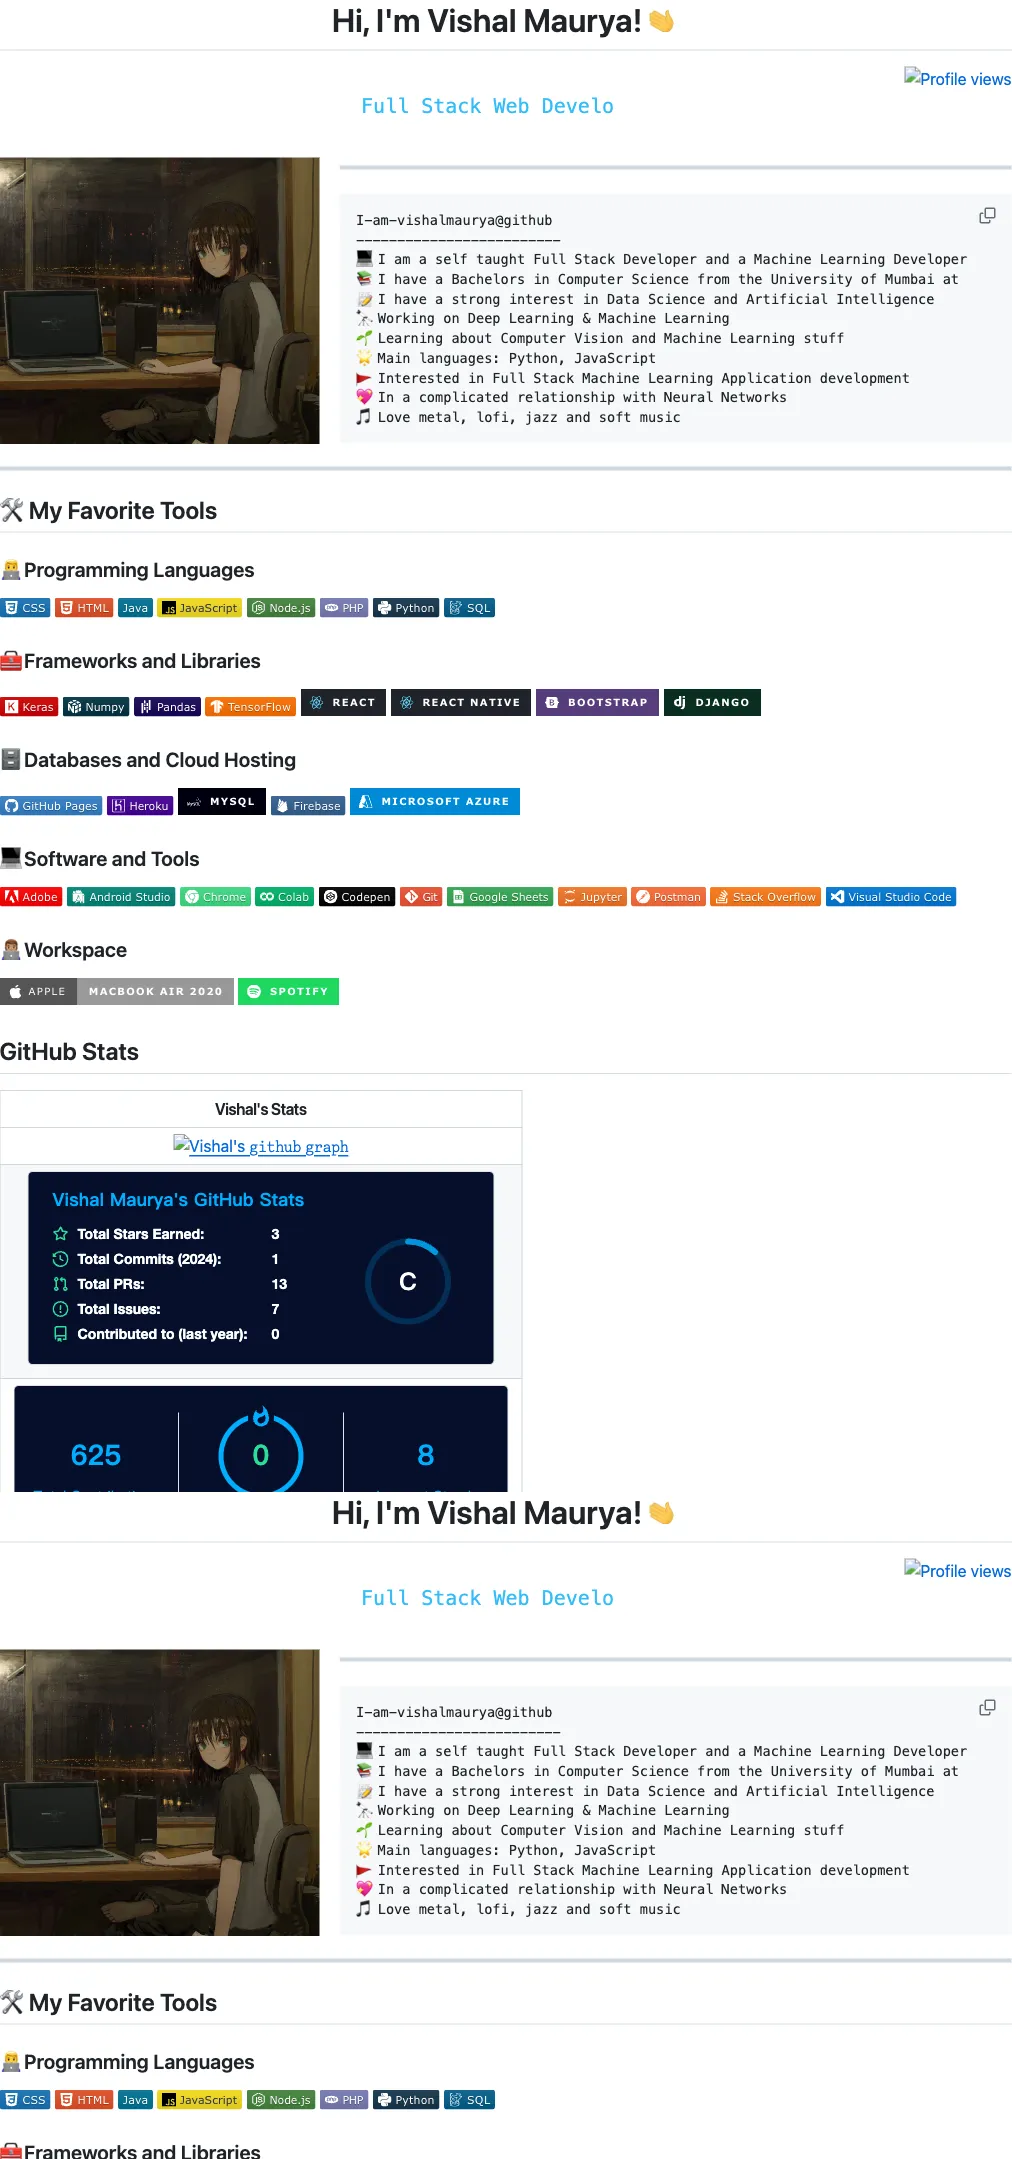 Hi, I'm Vishal Maurya! 👋
Profile views
Full Stack Web Develo
I-am-vishalmaurya@github
-------------------------
💻 I am a self taught Full Stack Developer and a Machine Learning Developer
📚 I have a Bachelors in Computer Science from the University of Mumbai at
📝 I have a strong interest in Data Science and Artificial Intelligence
🔭 Working on Deep Learning & Machine Learning
🌱 Learning about Computer Vision and Machine Learning stuff
🌟 Main languages: Python, JavaScript
🚩 Interested in Full Stack Machine Learning Application development
💖 In a complicated relationship with Neural Networks
🎵 Love metal, lofi, jazz and soft music
🛠 My Favorite Tools
👨‍💻 Programming Languages
CSS HTML Java JavaScript Node.js PHP Python SQL
🧰 Frameworks and Libraries
Keras Numpy Pandas TensorFlow REACT REACT NATIVE BOOTSTRAP DJANGO
🗄️ Databases and Cloud Hosting
GitHub Pages Heroku MYSQL Firebase MICROSOFT AZURE
💻 Software and Tools
Adobe Android Studio Chrome Colab Codepen Git Google Sheets Jupyter Postman Stack Overflow Visual Studio Code
👨🏽‍💻 Workspace
APPLE MACBOOK AIR 2020 SPOTIFY
GitHub Stats
Vishal's Stats
Vishal's github graph
Vishal Maurya's GitHub Stats
Total Stars Earned: 3
Total Commits (2024): 1
Total PRs: 13
Total Issues: 7
Contributed to (last year): 0
C
625 0 8
Hi, I'm Vishal Maurya! 👋
Profile views
Full Stack Web Develo
I-am-vishalmaurya@github
-------------------------
💻 I am a self taught Full Stack Developer and a Machine Learning Developer
📚 I have a Bachelors in Computer Science from the University of Mumbai at
📝 I have a strong interest in Data Science and Artificial Intelligence
🔭 Working on Deep Learning & Machine Learning
🌱 Learning about Computer Vision and Machine Learning stuff
🌟 Main languages: Python, JavaScript
🚩 Interested in Full Stack Machine Learning Application development
💖 In a complicated relationship with Neural Networks
🎵 Love metal, lofi, jazz and soft music
🛠 My Favorite Tools
👨‍💻 Programming Languages
CSS HTML Java JavaScript Node.js PHP Python SQL
🧰 Frameworks and Libraries